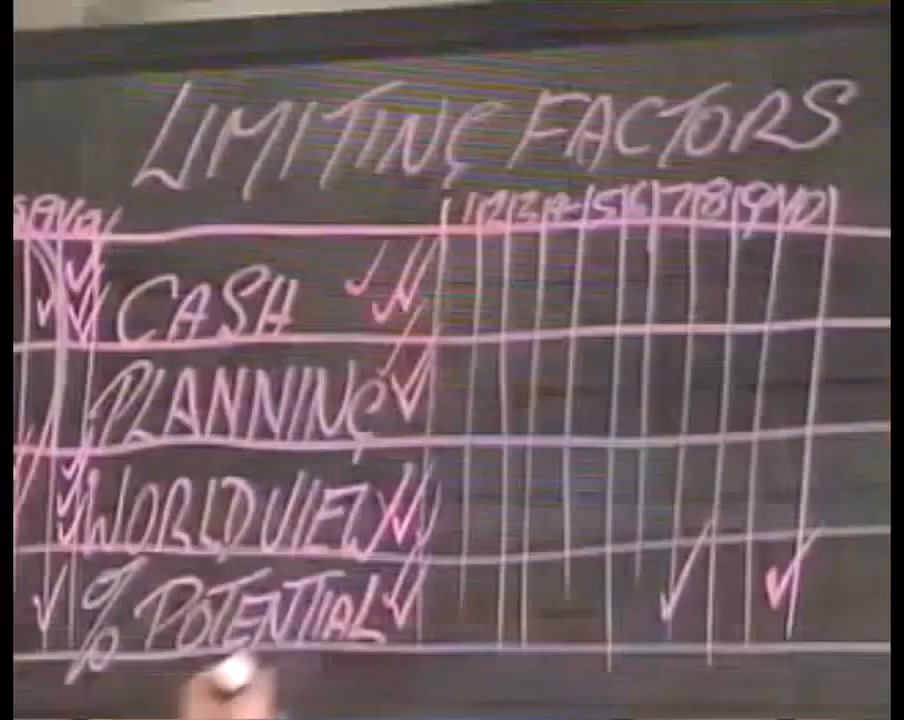 LIMITING FACTORS
1 2 3 4 5 6 7 8 9 10
CASH
PLANNING
WORLDVIEW
% POTENTIAL